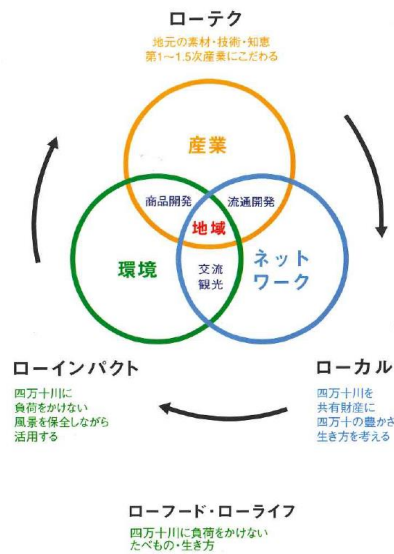 ローテク
地元の素材・技術・知恵
第1～1.5次産業にこだわる
産業
商品開発
流通開発
地域
環境
ネット
ワーク
交流
観光
ローインパクト
四万十川に
負荷をかけない
風景を保全しながら
活用する
ローカル
四万十川を
共有財産に
四万十の豊かさ
生き方を考える
ローフード・ローライフ
四万十川に負荷をかけない
たべもの・生き方